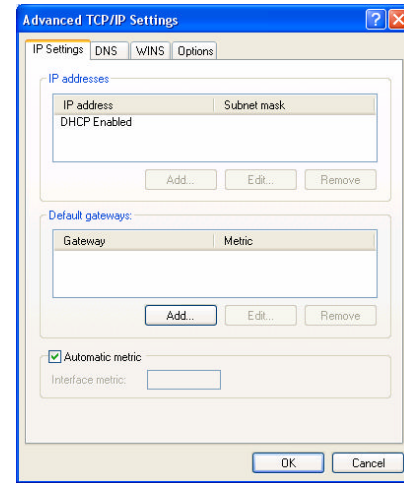 Advanced TCP/IP Settings
IP Settings DNS WINS Options
IP addresses
IP address Subnet mask
DHCP Enabled
Add... Edit... Remove
Default gateways:
Gateway Metric
Add... Edit... Remove
Automatic metric
Interface metric:
OK Cancel